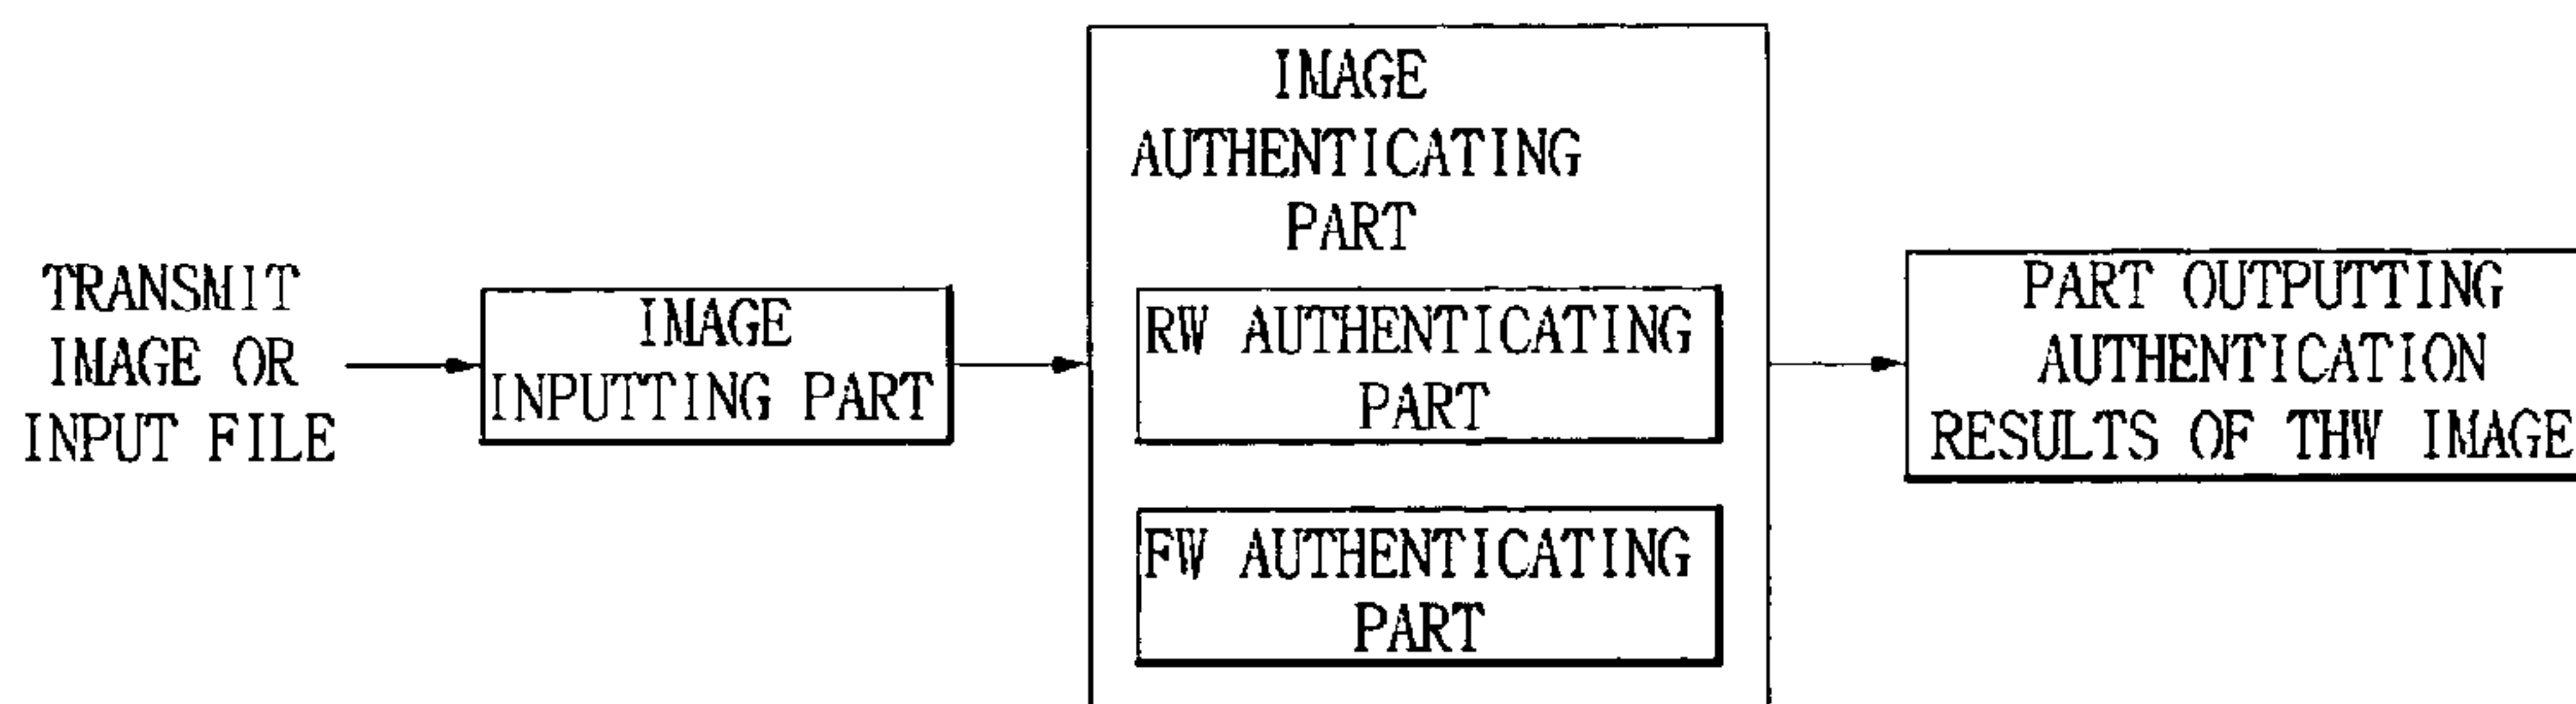 TRANSMIT
IMAGE OR
INPUT FILE
IMAGE
INPUTTING PART
IMAGE
AUTHENTICATING
PART
RW AUTHENTICATING
PART
FW AUTHENTICATING
PART
PART OUTPUTTING
AUTHENTICATION
RESULTS OF THW IMAGE